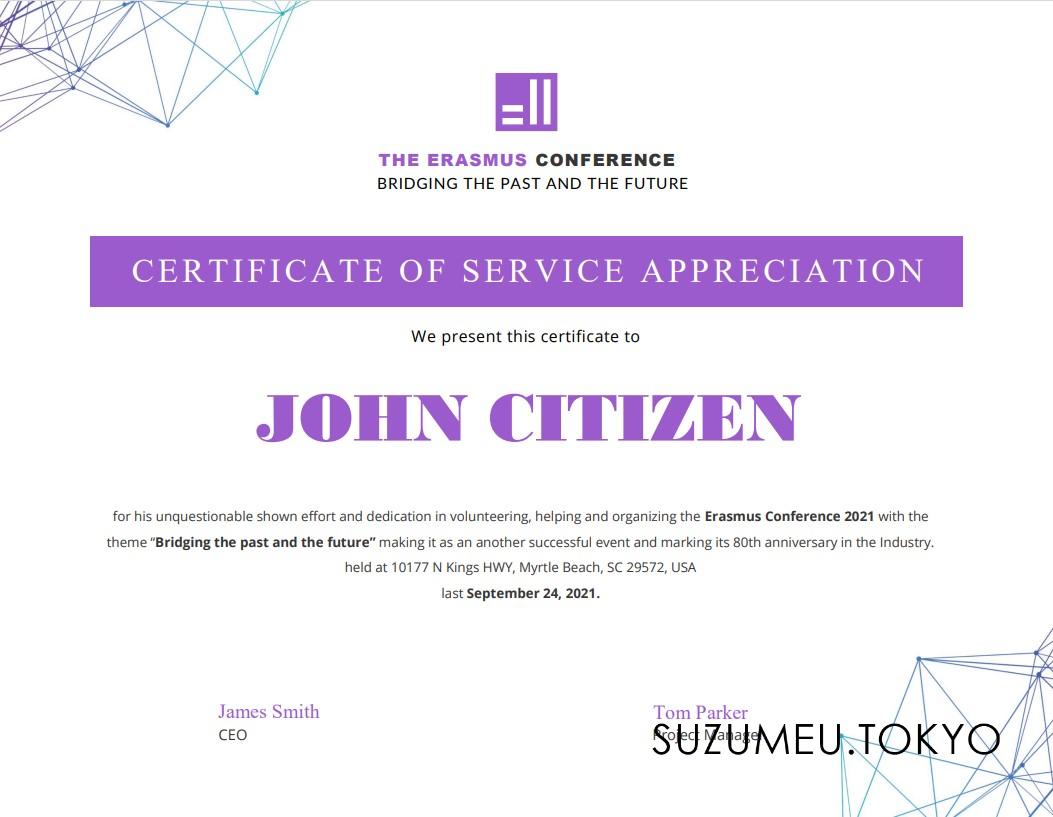 THE ERASMUS CONFERENCE
BRIDGING THE PAST AND THE FUTURE
CERTIFICATE OF SERVICE APPRECIATION
We present this certificate to
JOHN CITIZEN
for his unquestionable shown effort and dedication in volunteering, helping and organizing the Erasmus Conference 2021 with the
theme “Bridging the past and the future” making it as an another successful event and marking its 80th anniversary in the Industry.
held at 10177 N Kings HWY, Myrtle Beach, SC 29572, USA
last September 24, 2021.
James Smith
CEO
Tom Parker
Project Manager
SUZUMEU.TOKYO